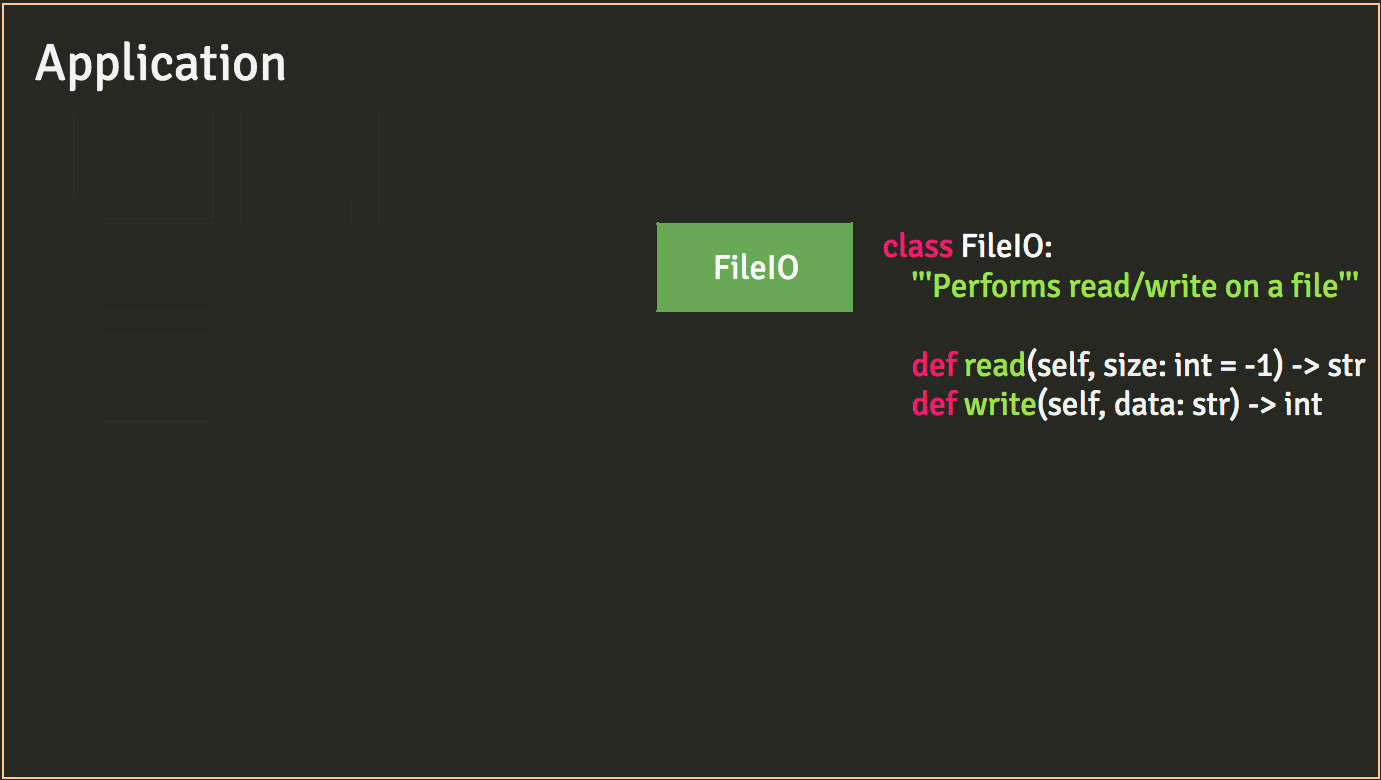 Application
FileIO
class FileIO:
'''Performs read/write on a file'''
def read(self, size: int = -1) -> str
def write(self, data: str) -> int